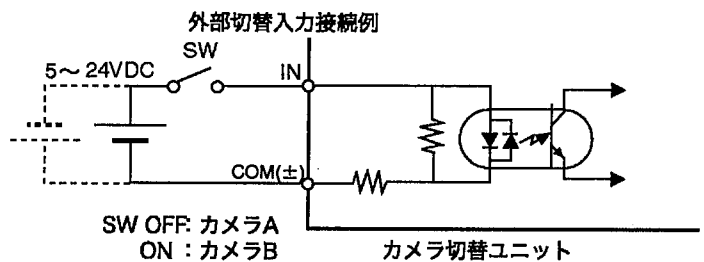 外部切替入力接続例
SW
5～24VDC
IN
COM(±)
SW OFF: カメラA
ON : カメラB
カメラ切替ユニット